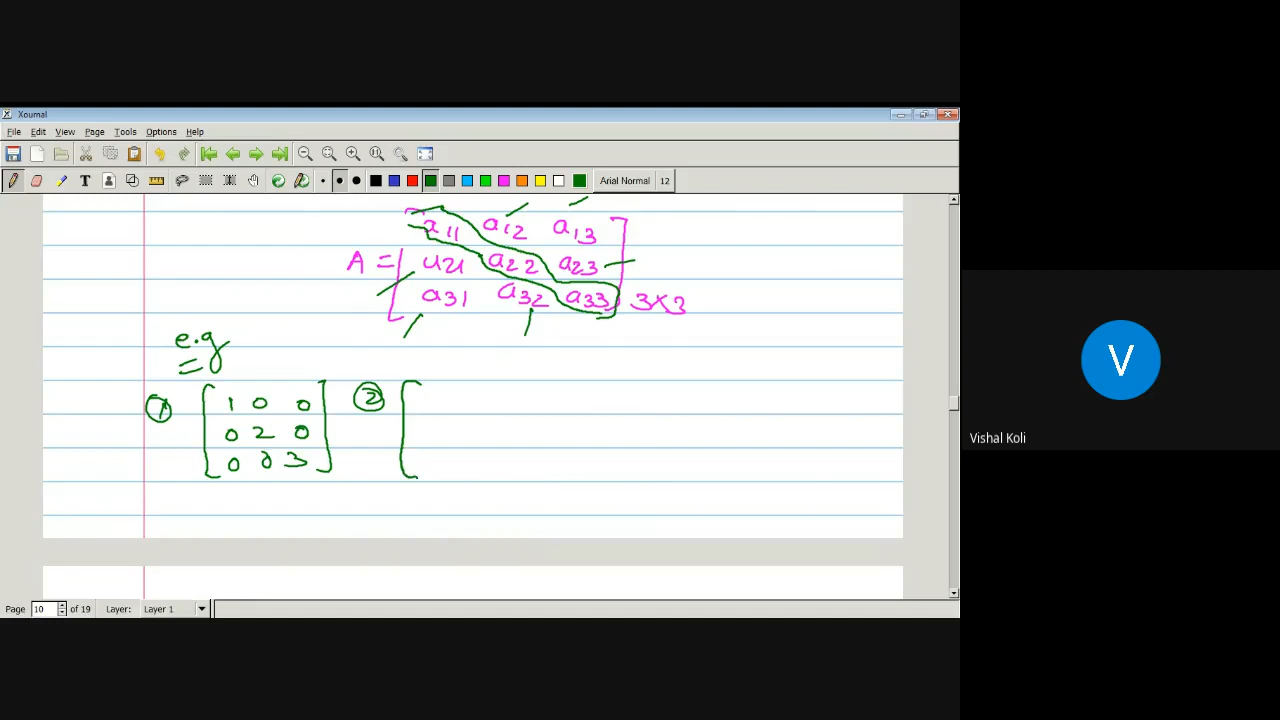 Xournal
File Edit View Page Tools Options Help
T Arial Normal 12
a11 a12 a13
A = a21 a22 a23
a31 a32 a33 3×3
e.g
① 1 0 0 ②
0 2 0
0 0 3
Page 10 of 19 Layer: Layer 1
V
Vishal Koli